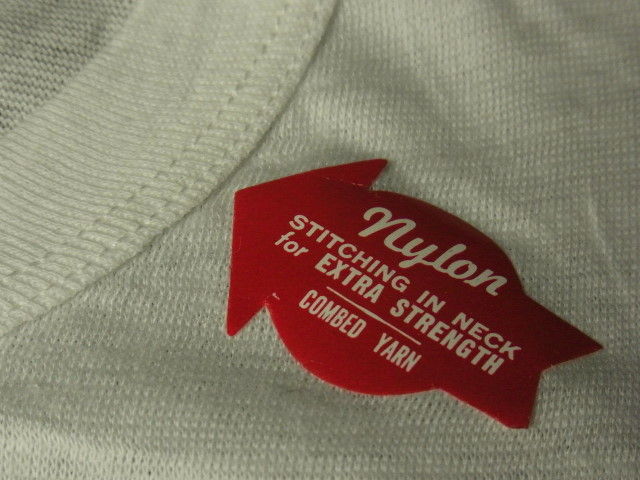 Nylon
STITCHING IN NECK
for EXTRA STRENGTH
COMBED YARN